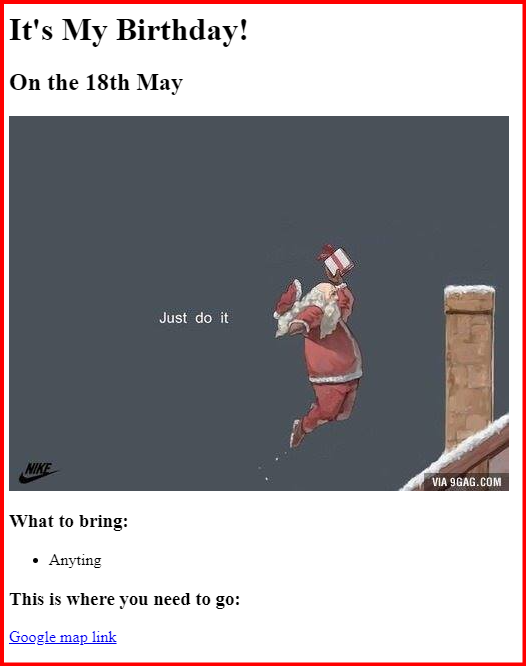 It's My Birthday!
On the 18th May
Just do it
NIKE
VIA 9GAG.COM
What to bring:
Anyting
This is where you need to go:
Google map link